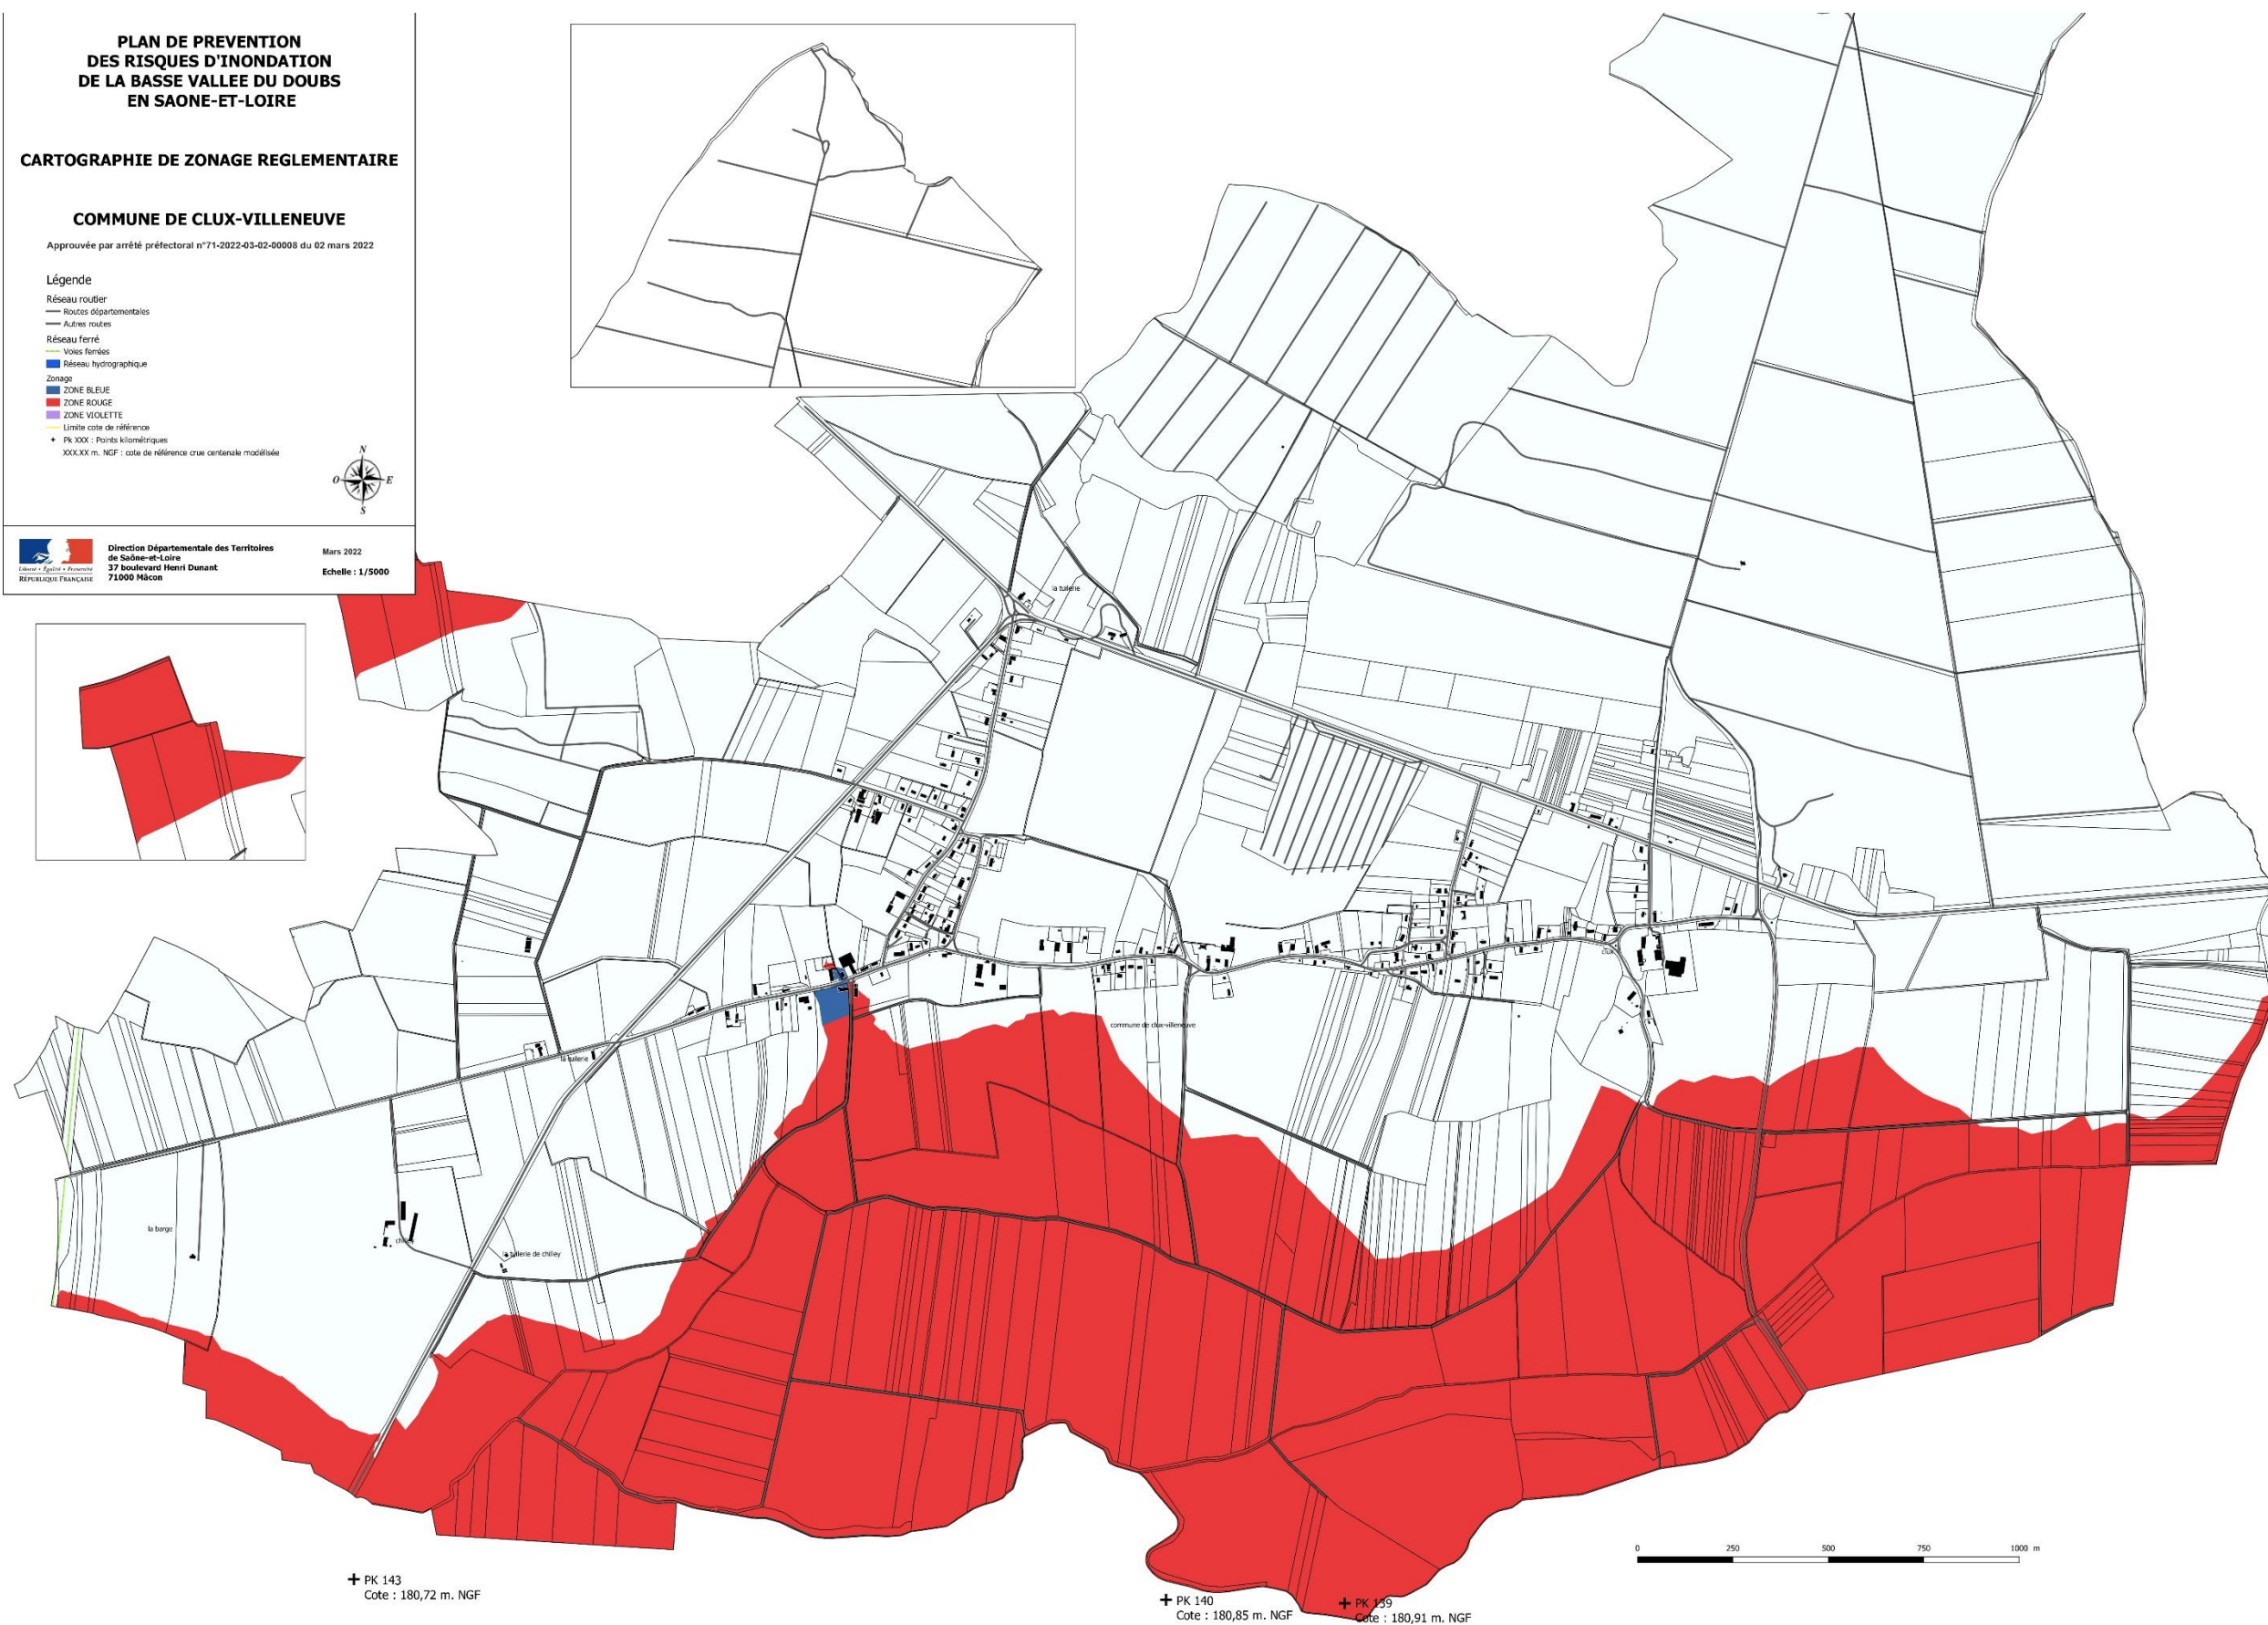 PLAN DE PREVENTION
DES RISQUES D'INONDATION
DE LA BASSE VALLEE DU DOUBS
EN SAONE-ET-LOIRE
CARTOGRAPHIE DE ZONAGE REGLEMENTAIRE
COMMUNE DE CLUX-VILLENEUVE
Approuvée par arrêté préfectoral n°71-2022-03-02-00008 du 02 mars 2022
Légende
Réseau routier
Routes départementales
Autres routes
Réseau ferré
Voies ferrées
Réseau hydrographique
Zonage
ZONE BLEUE
ZONE ROUGE
ZONE VIOLETTE
Limite cote de référence
Pk XXX : Points kilométriques
XXX.XX m. NGF : cote de référence crue centenale modélisée
N
O
E
S
Liberté • Égalité • Fraternité
RÉPUBLIQUE FRANÇAISE
Direction Départementale des Territoires
de Saône-et-Loire
37 boulevard Henri Dunant
71000 Mâcon
Mars 2022
Echelle : 1/5000
la tuilerie
clux
commune de clux-villeneuve
la tuilerie
la barge
chilley
la tuilerie de chilley
0 250 500 750 1000 m
PK 143
Cote : 180,72 m. NGF
PK 140
Cote : 180,85 m. NGF
PK 139
Cote : 180,91 m. NGF